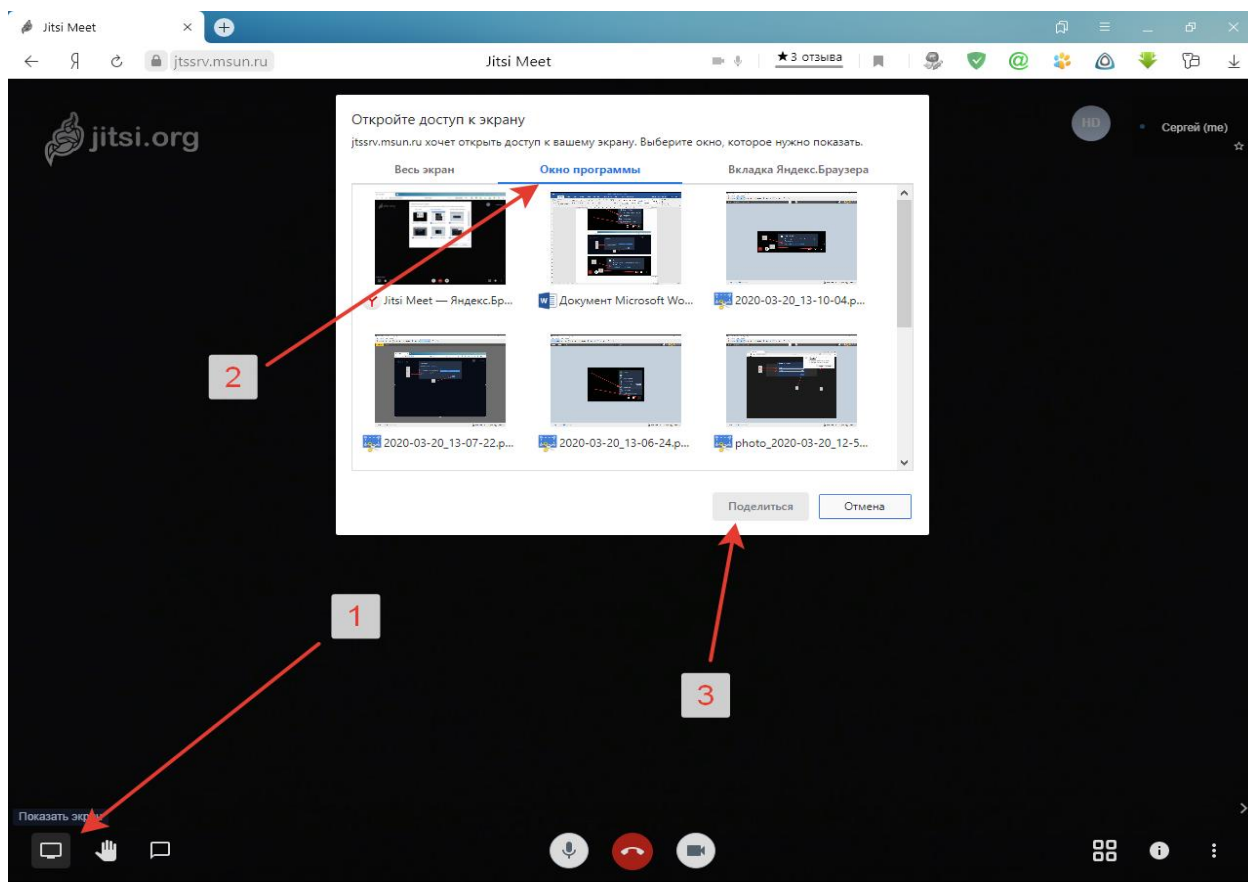 Jitsi Meet
Я
jtssrv.msun.ru
Jitsi Meet
★3 отзыва
jitsi.org
HD
Сергей (me)
Откройте доступ к экрану
jtssrv.msun.ru хочет открыть доступ к вашему экрану. Выберите окно, которое нужно показать.
Весь экран
Окно программы
Вкладка Яндекс.Браузера
Jitsi Meet — Яндекс.Бр...
Документ Microsoft Wo...
2020-03-20_13-10-04.p...
2020-03-20_13-07-22.p...
2020-03-20_13-06-24.p...
photo_2020-03-20_12-5...
2
Поделиться
Отмена
1
3
Показать экран